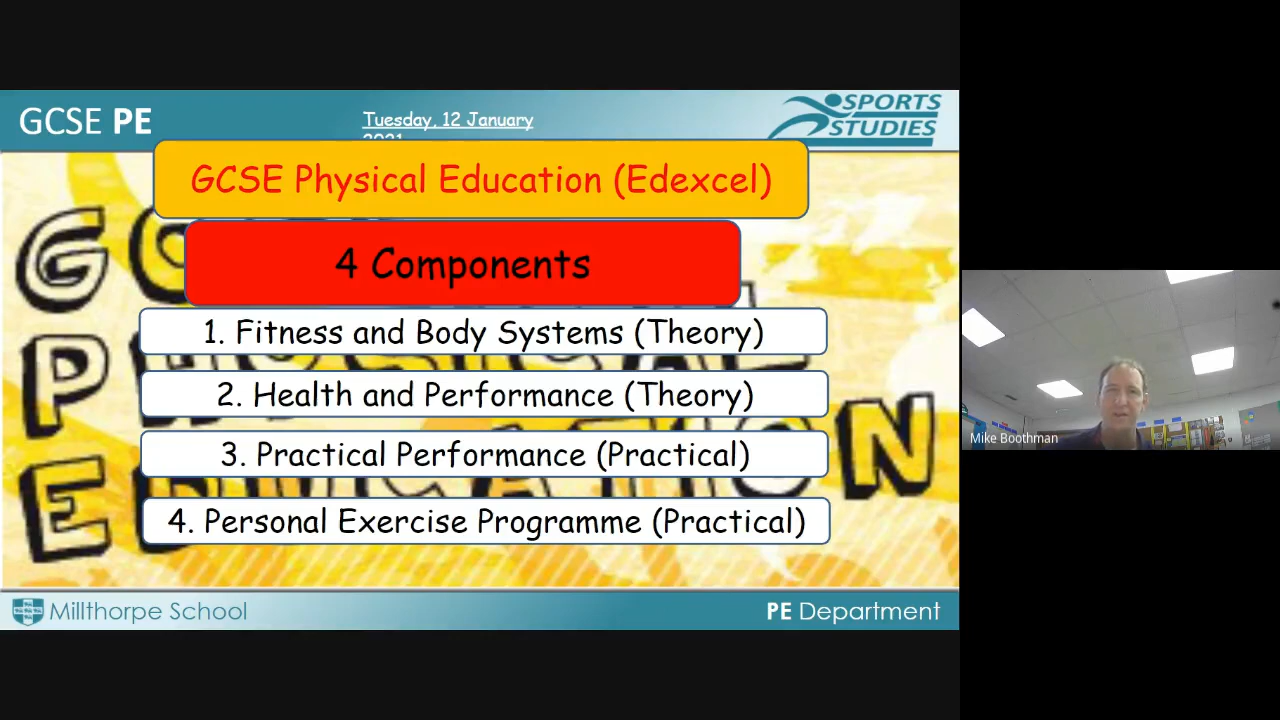 GCSE PE
Tuesday, 12 January
2021
SPORTS
STUDIES
GCSE Physical Education (Edexcel)
4 Components
1. Fitness and Body Systems (Theory)
2. Health and Performance (Theory)
3. Practical Performance (Practical)
4. Personal Exercise Programme (Practical)
Millthorpe School
PE Department
Mike Boothman